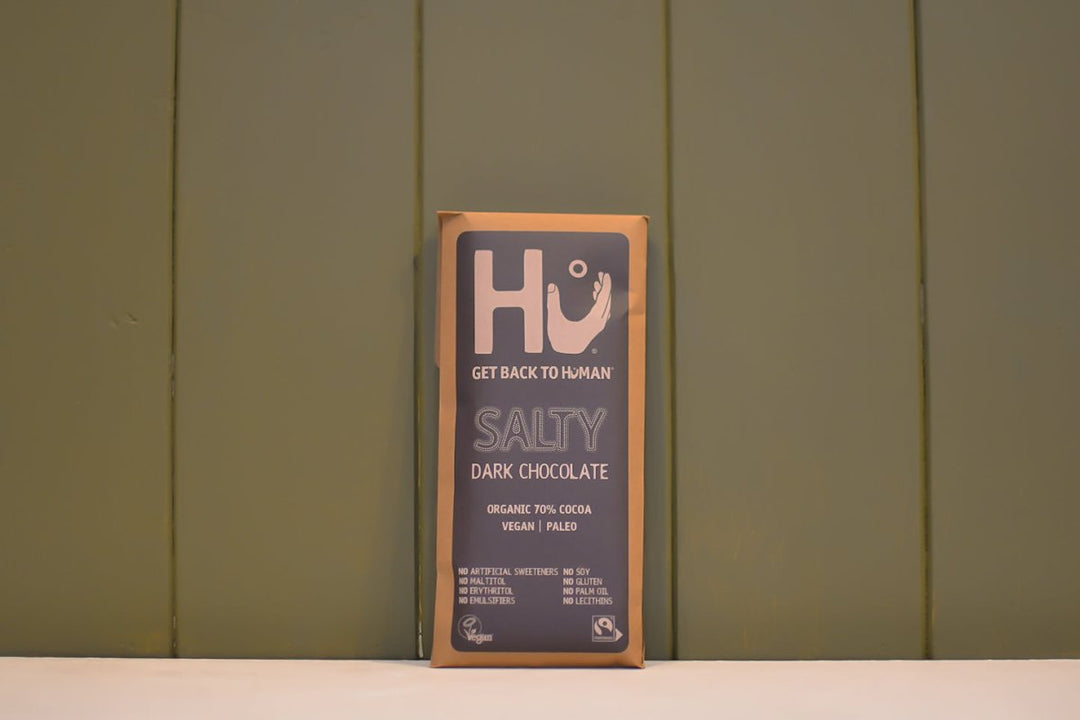 Hu
GET BACK TO HUMAN
SALTY
DARK CHOCOLATE
ORGANIC 70% COCOA
VEGAN | PALEO
NO ARTIFICIAL SWEETENERS NO SOY
NO MALTITOL NO GLUTEN
NO ERYTHRITOL NO PALM OIL
NO EMULSIFIERS NO LECITHINS
Vegan